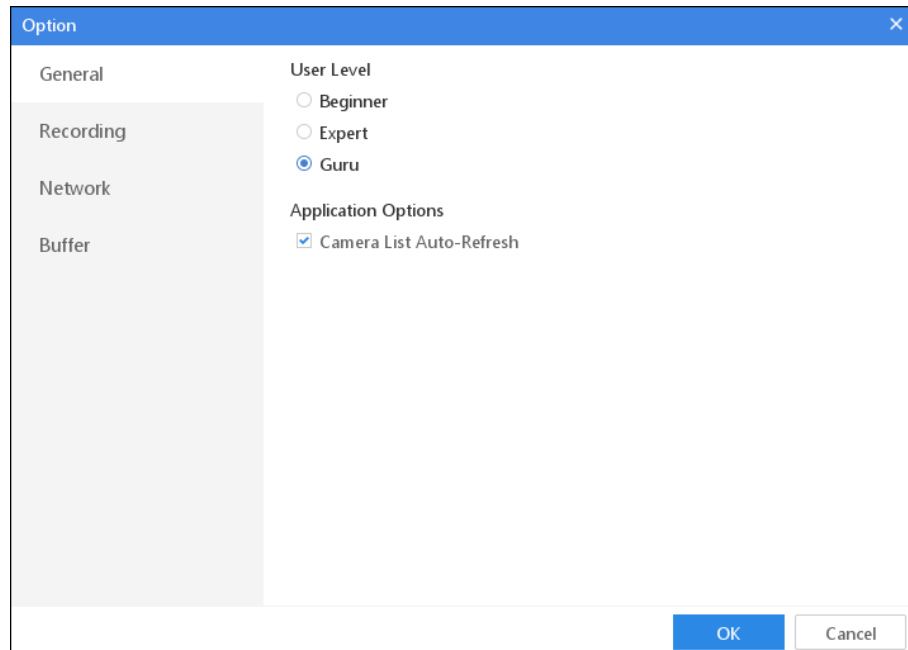 Option
General
Recording
Network
Buffer
User Level
Beginner
Expert
Guru
Application Options
Camera List Auto-Refresh
OK
Cancel